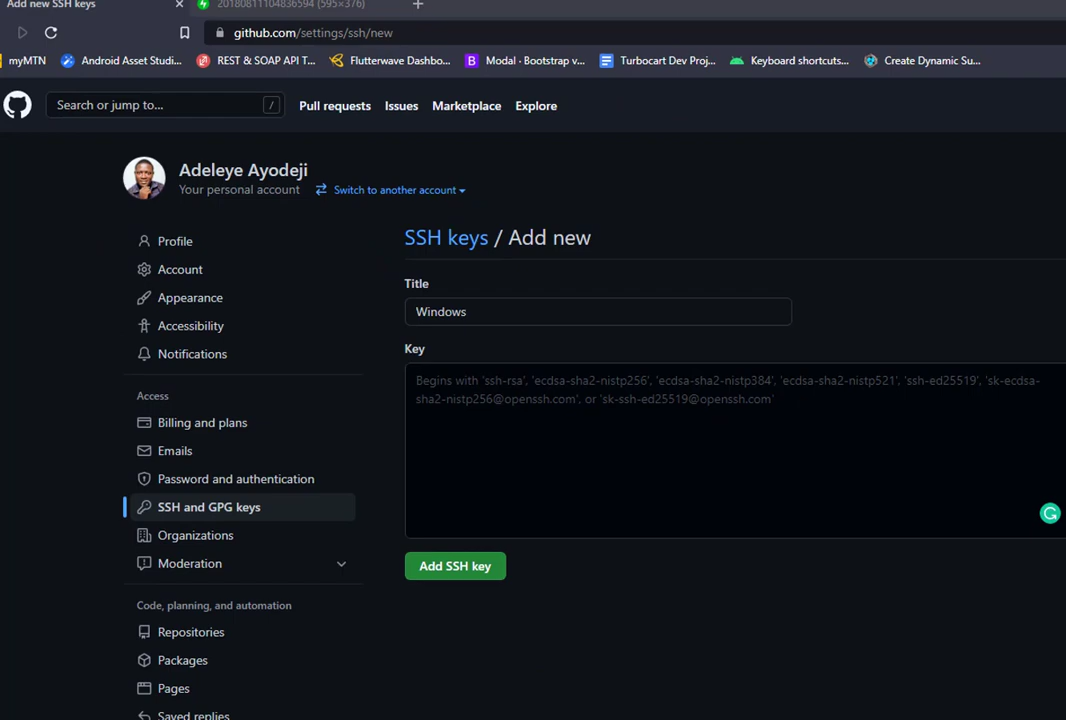 Add new SSH keys
20180811104836594 (595×376)
github.com/settings/ssh/new
myMTN
Android Asset Studi...
REST & SOAP API T...
Flutterwave Dashbo...
Modal · Bootstrap v...
Turbocart Dev Proj...
Keyboard shortcuts...
Create Dynamic Su...
Search or jump to...
/
Pull requests
Issues
Marketplace
Explore
Adeleye Ayodeji
Your personal account
Switch to another account
Profile
Account
Appearance
Accessibility
Notifications
Access
Billing and plans
Emails
Password and authentication
SSH and GPG keys
Organizations
Moderation
Code, planning, and automation
Repositories
Packages
Pages
Saved replies
SSH keys / Add new
Title
Windows
Key
Begins with 'ssh-rsa', 'ecdsa-sha2-nistp256', 'ecdsa-sha2-nistp384', 'ecdsa-sha2-nistp521', 'ssh-ed25519', 'sk-ecdsa-
sha2-nistp256@openssh.com', or 'sk-ssh-ed25519@openssh.com'
Add SSH key